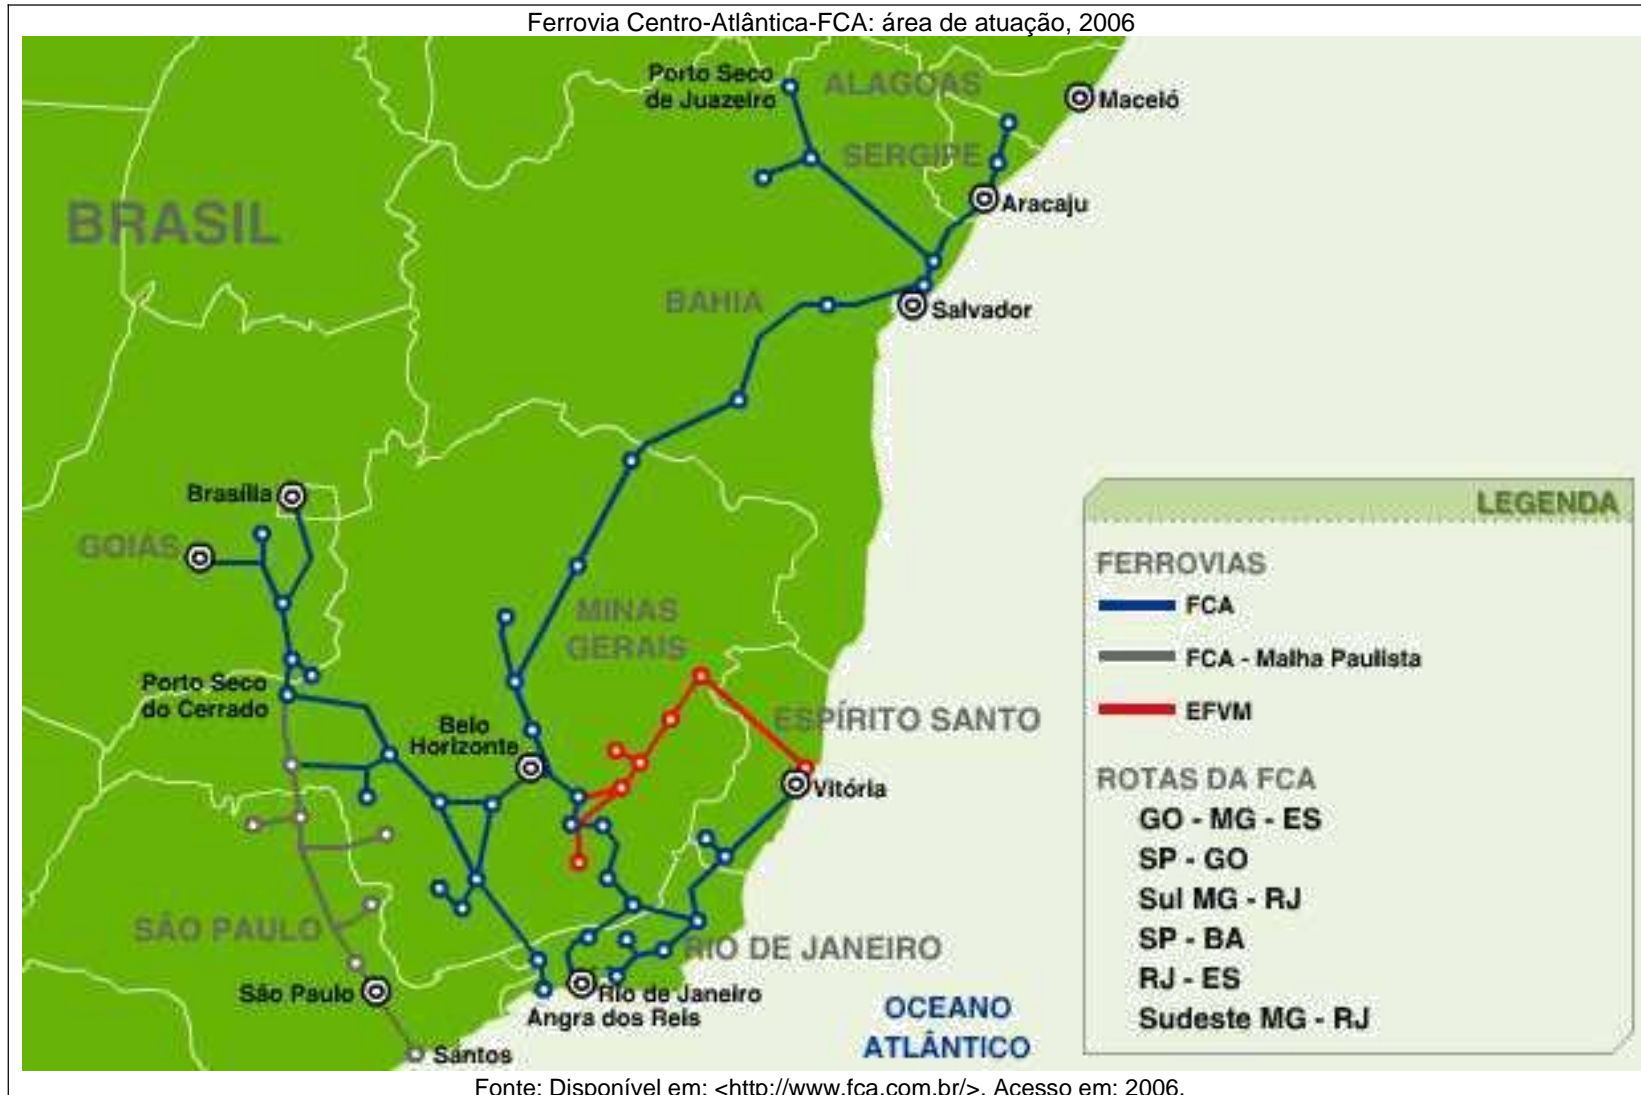 Ferrovia Centro-Atlântica-FCA: área de atuação, 2006
Porto Seco
de Juazeiro
ALAGOAS
Maceió
SERGIPE
Aracaju
BRASIL
BAHIA
Salvador
Brasília
GOIÁS
MINAS
GERAIS
Porto Seco
do Cerrado
Belo
Horizonte
ESPÍRITO SANTO
Vitória
SÃO PAULO
RIO DE JANEIRO
São Paulo
Rio de Janeiro
Angra dos Reis
Santos
OCEANO
ATLÂNTICO
LEGENDA
FERROVIAS
FCA
FCA - Malha Paulista
EFVM
ROTAS DA FCA
GO - MG - ES
SP - GO
Sul MG - RJ
SP - BA
RJ - ES
Sudeste MG - RJ
Fonte: Disponível em: <http://www.fca.com.br/>. Acesso em: 2006.